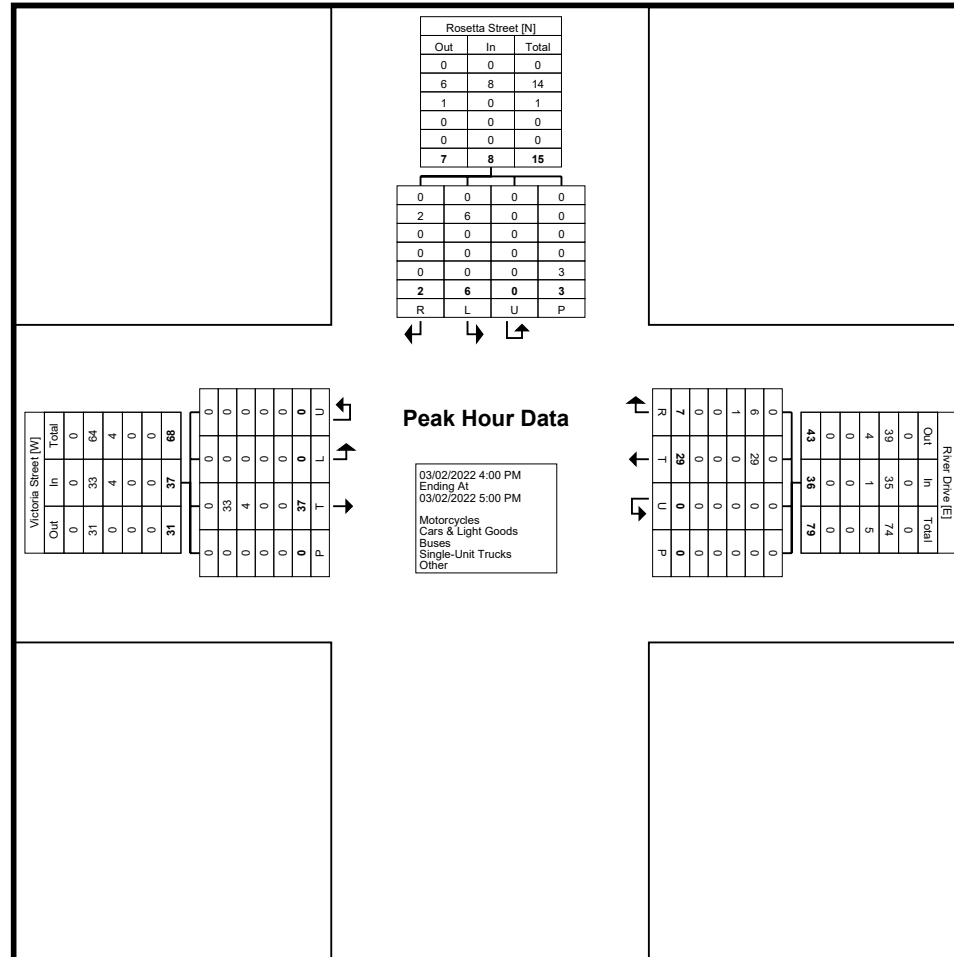 Rosetta Street [N]
Out In Total
0 0 0
6 8 14
1 0 1
0 0 0
0 0 0
7 8 15
0 0 0 0
2 6 0 0
0 0 0 0
0 0 0 0
0 0 0 3
2 6 0 3
R L U P
Victoria Street [W]
Out In Total
0 0 0
31 33 64
0 4 4
0 0 0
0 0 0
31 37 68
0 0 0 0
0 33 0 0
0 4 0 0
0 0 0 0
0 0 0 0
0 37 0 0
P T L U
Peak Hour Data
03/02/2022 4:00 PM
Ending At
03/02/2022 5:00 PM
Motorcycles
Cars & Light Goods
Buses
Single-Unit Trucks
Other
River Drive [E]
Out In Total
0 0 0
39 35 74
4 1 5
0 0 0
0 0 0
43 36 79
0 0 0 0
6 29 0 0
1 0 0 0
0 0 0 0
0 0 0 0
7 29 0 0
R T U P